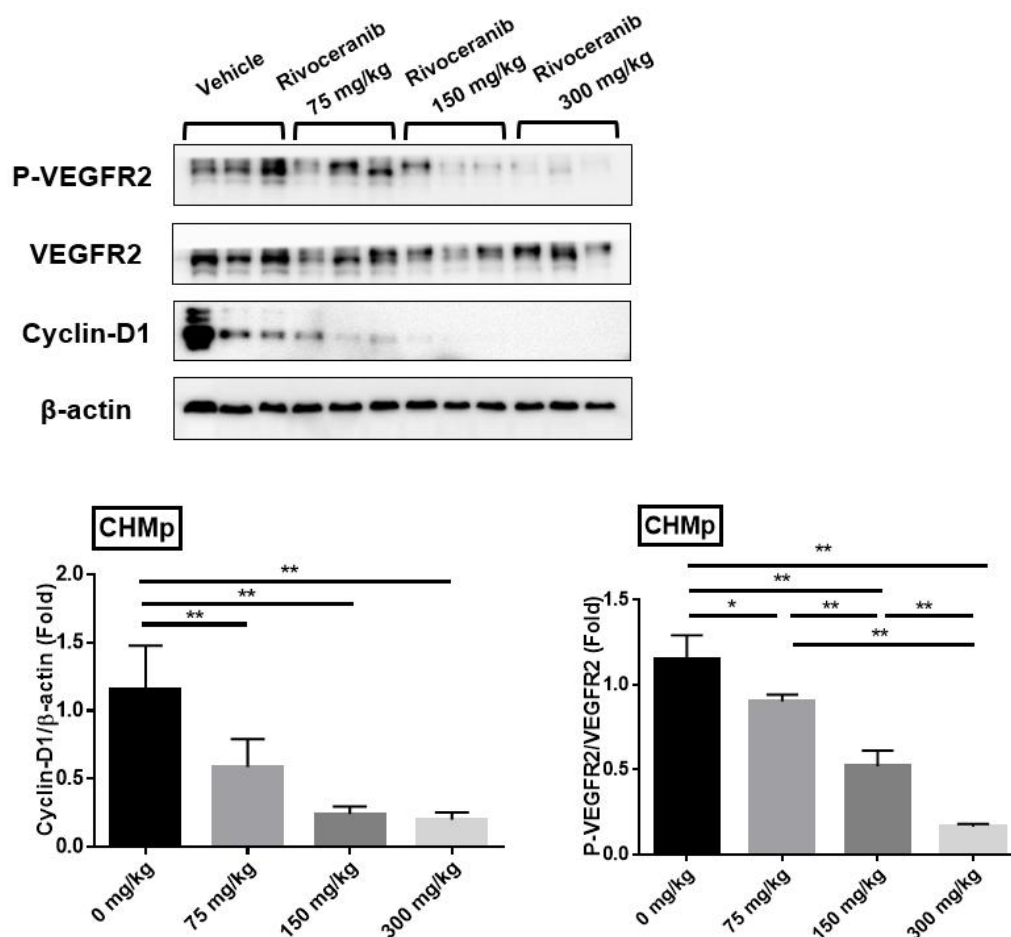 Vehicle
Rivoceranib
75 mg/kg
Rivoceranib
150 mg/kg
Rivoceranib
300 mg/kg
P-VEGFR2
VEGFR2
Cyclin-D1
β-actin
CHMp
Cyclin-D1/β-actin (Fold)
2.0
1.5
1.0
0.5
0.0
**
**
**
0 mg/kg
75 mg/kg
150 mg/kg
300 mg/kg
CHMp
P-VEGFR2/VEGFR2 (Fold)
1.5
1.0
0.5
0.0
**
**
* ** **
**
0 mg/kg
75 mg/kg
150 mg/kg
300 mg/kg